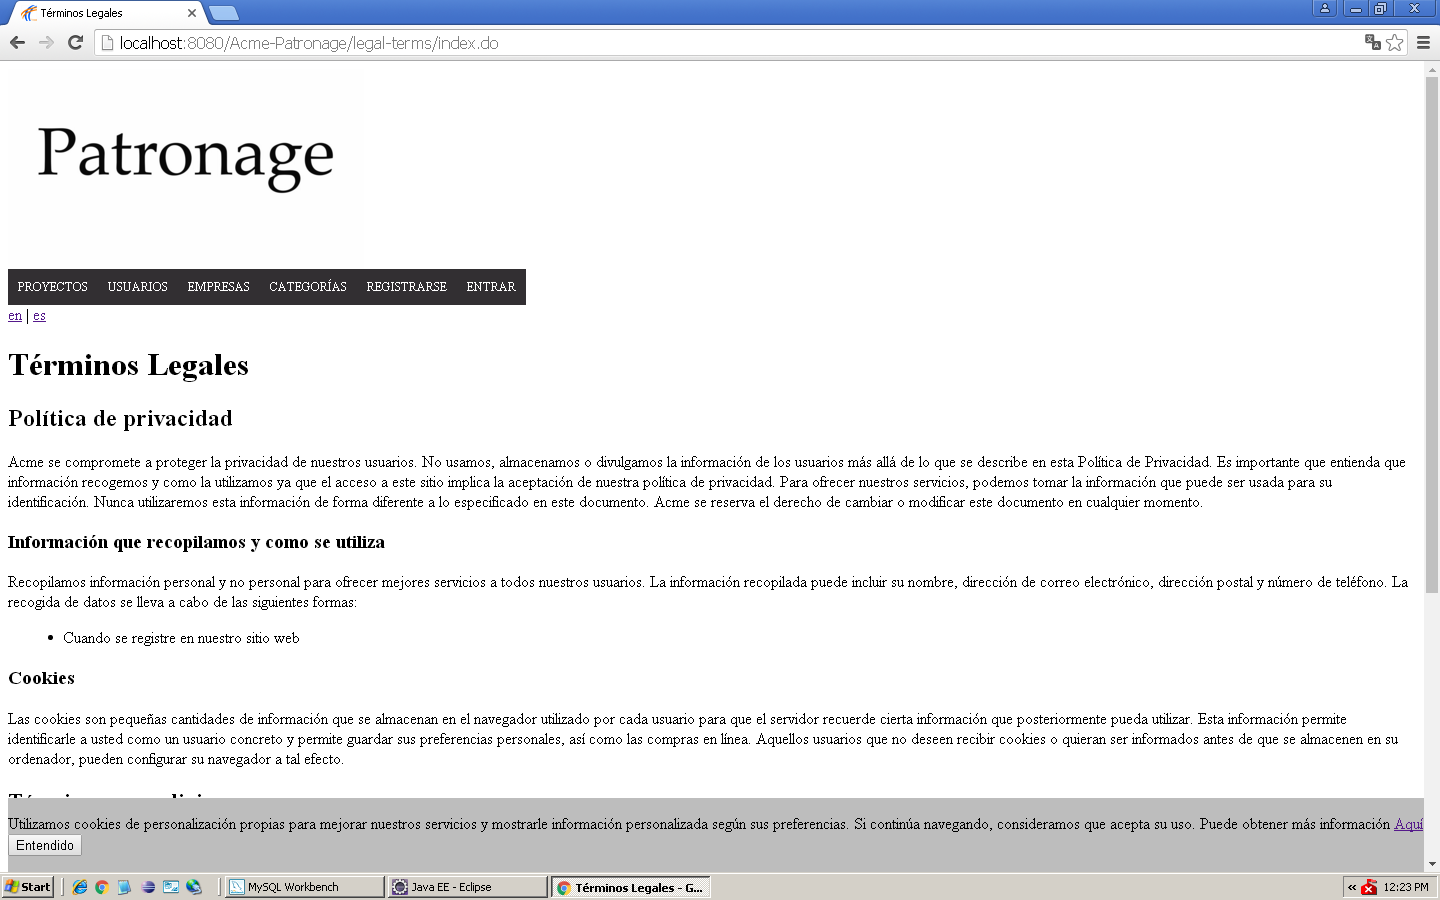 Términos Legales
localhost:8080/Acme-Patronage/legal-terms/index.do
Patronage
PROYECTOS USUARIOS EMPRESAS CATEGORÍAS REGISTRARSE ENTRAR
en | es
Términos Legales
Política de privacidad
Acme se compromete a proteger la privacidad de nuestros usuarios. No usamos, almacenamos o divulgamos la información de los usuarios más allá de lo que se describe en esta Política de Privacidad. Es importante que entienda que
información recogemos y como la utilizamos ya que el acceso a este sitio implica la aceptación de nuestra política de privacidad. Para ofrecer nuestros servicios, podemos tomar la información que puede ser usada para su
identificación. Nunca utilizaremos esta información de forma diferente a lo especificado en este documento. Acme se reserva el derecho de cambiar o modificar este documento en cualquier momento.
Información que recopilamos y como se utiliza
Recopilamos información personal y no personal para ofrecer mejores servicios a todos nuestros usuarios. La información recopilada puede incluir su nombre, dirección de correo electrónico, dirección postal y número de teléfono. La
recogida de datos se lleva a cabo de las siguientes formas:
• Cuando se registre en nuestro sitio web
Cookies
Las cookies son pequeñas cantidades de información que se almacenan en el navegador utilizado por cada usuario para que el servidor recuerde cierta información que posteriormente pueda utilizar. Esta información permite
identificarle a usted como un usuario concreto y permite guardar sus preferencias personales, así como las compras en línea. Aquellos usuarios que no deseen recibir cookies o quieran ser informados antes de que se almacenen en su
ordenador, pueden configurar su navegador a tal efecto.
Utilizamos cookies de personalización propias para mejorar nuestros servicios y mostrarle información personalizada según sus preferencias. Si continúa navegando, consideramos que acepta su uso. Puede obtener más información Aquí
Entendido
Start MySQL Workbench Java EE - Eclipse Términos Legales - G... « 12:23 PM